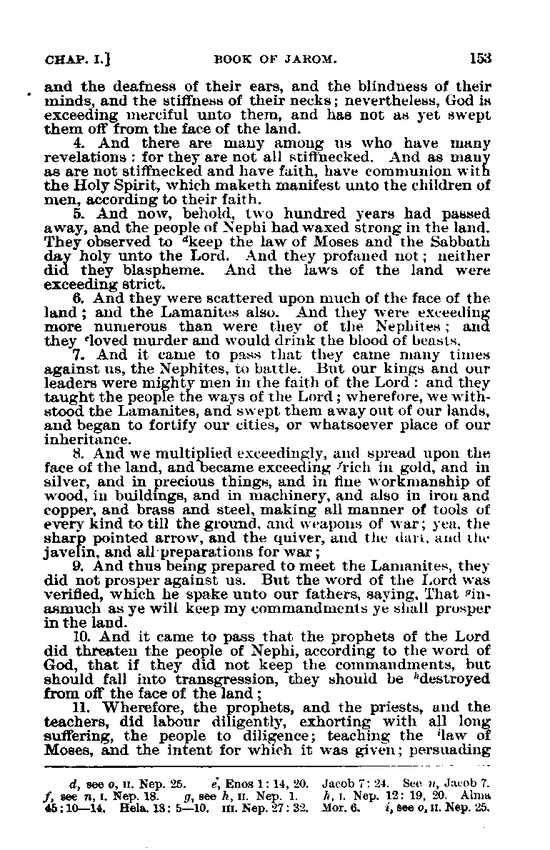 CHAP. I.] BOOK OF JAROM. 153
and the deafness of their ears, and the blindness of their
minds, and the stiffness of their necks; nevertheless, God is
exceeding merciful unto them, and has not as yet swept
them off from the face of the land.
4. And there are many among us who have many
revelations: for they are not all stiffnecked. And as many
as are not stiffnecked and have faith, have communion with
the Holy Spirit, which maketh manifest unto the children of
men, according to their faith.
5. And now, behold, two hundred years had passed
away, and the people of Nephi had waxed strong in the land.
They observed to dkeep the law of Moses and the Sabbath
day holy unto the Lord. And they profaned not; neither
did they blaspheme. And the laws of the land were
exceeding strict.
6. And they were scattered upon much of the face of the
land; and the Lamanites also. And they were exceeding
more numerous than were they of the Nephites; and
they eloved murder and would drink the blood of beasts.
7. And it came to pass that they came many times
against us, the Nephites, to battle. But our kings and our
leaders were mighty men in the faith of the Lord: and they
taught the people the ways of the Lord; wherefore, we with-
stood the Lamanites, and swept them away out of our lands,
and began to fortify our cities, or whatsoever place of our
inheritance.
8. And we multiplied exceedingly, and spread upon the
face of the land, and became exceeding frich in gold, and in
silver, and in precious things, and in fine workmanship of
wood, in buildings, and in machinery, and also in iron and
copper, and brass and steel, making all manner of tools of
every kind to till the ground, and weapons of war; yea, the
sharp pointed arrow, and the quiver, and the dart, and the
javelin, and all preparations for war;
9. And thus being prepared to meet the Lamanites, they
did not prosper against us. But the word of the Lord was
verified, which he spake unto our fathers, saying, That gin-
asmuch as ye will keep my commandments ye shall prosper
in the land.
10. And it came to pass that the prophets of the Lord
did threaten the people of Nephi, according to the word of
God, that if they did not keep the commandments, but
should fall into transgression, they should be hdestroyed
from off the face of the land;
11. Wherefore, the prophets, and the priests, and the
teachers, did labour diligently, exhorting with all long
suffering, the people to diligence; teaching the ilaw of
Moses, and the intent for which it was given; persuading
d, see o, II. Nep. 25. e, Enos 1: 14, 20. Jacob 7: 24. See n, Jacob 7.
f, see n, I. Nep. 18. g, see h, II. Nep. 1. h, I. Nep. 12: 19, 20. Alma
45: 10—14. Hela. 13: 5—10. III. Nep. 27: 32. Mor. 6. i, see o, II. Nep. 25.